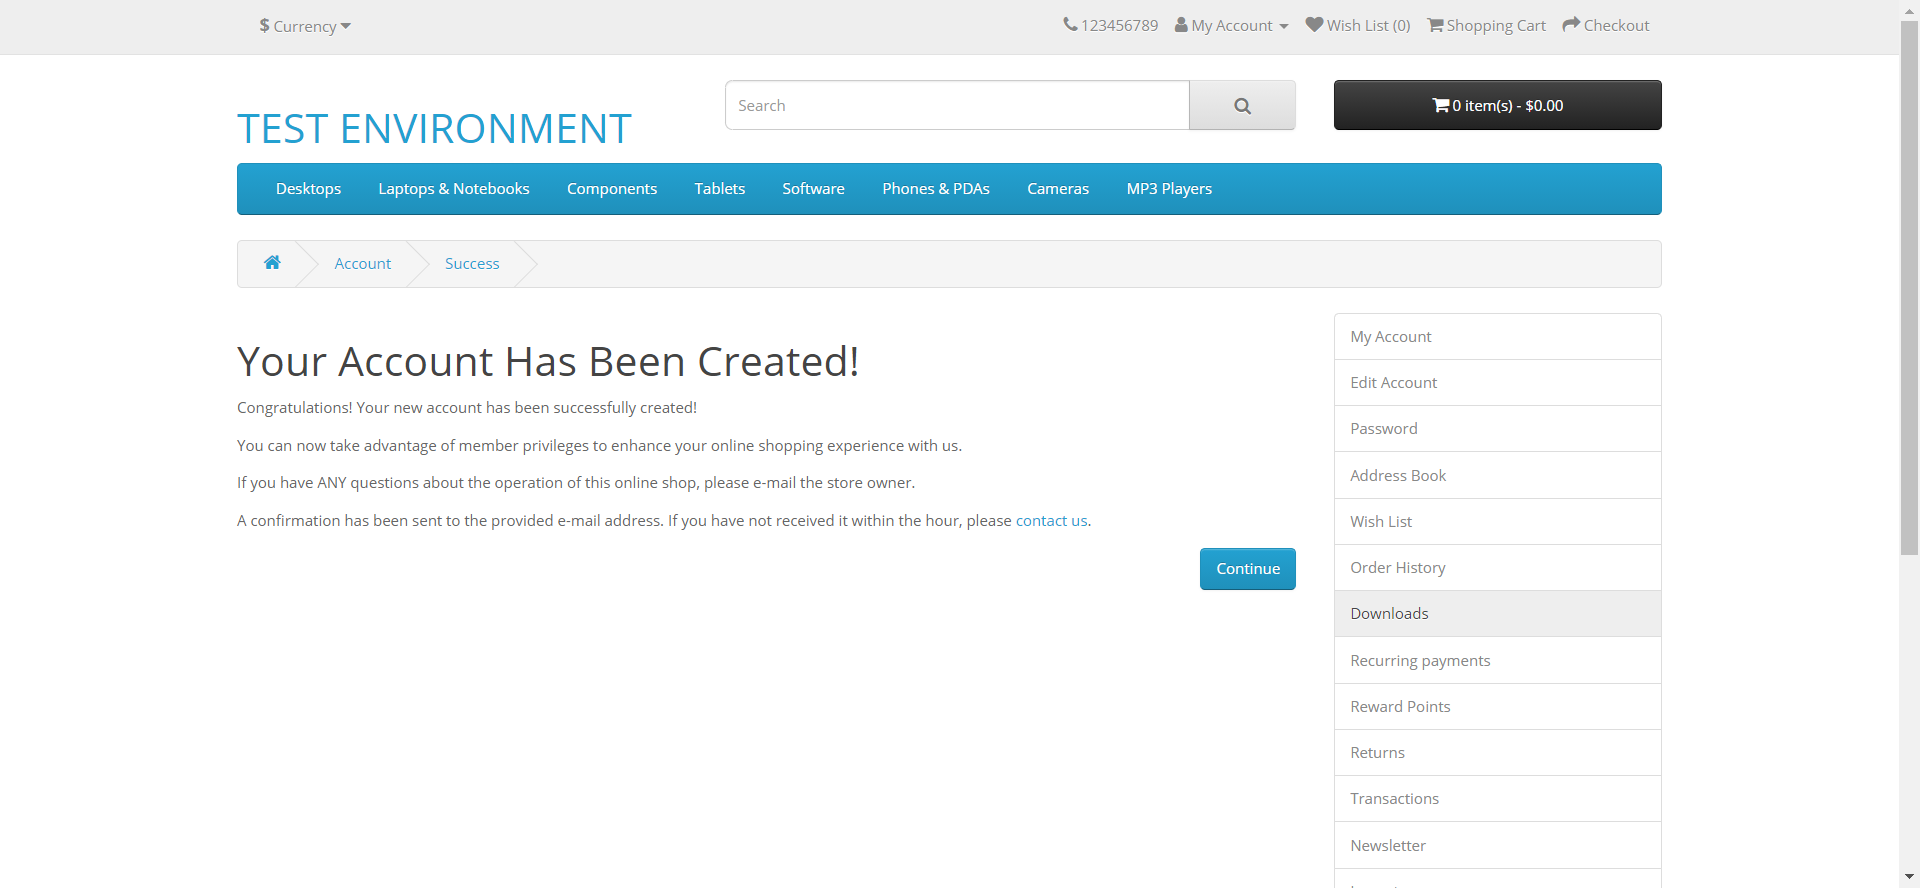 $ Currency
123456789 My Account Wish List (0) Shopping Cart Checkout
TEST ENVIRONMENT
Search
0 item(s) - $0.00
Desktops Laptops & Notebooks Components Tablets Software Phones & PDAs Cameras MP3 Players
Account Success
Your Account Has Been Created!
Congratulations! Your new account has been successfully created!
You can now take advantage of member privileges to enhance your online shopping experience with us.
If you have ANY questions about the operation of this online shop, please e-mail the store owner.
A confirmation has been sent to the provided e-mail address. If you have not received it within the hour, please contact us.
Continue
My Account
Edit Account
Password
Address Book
Wish List
Order History
Downloads
Recurring payments
Reward Points
Returns
Transactions
Newsletter